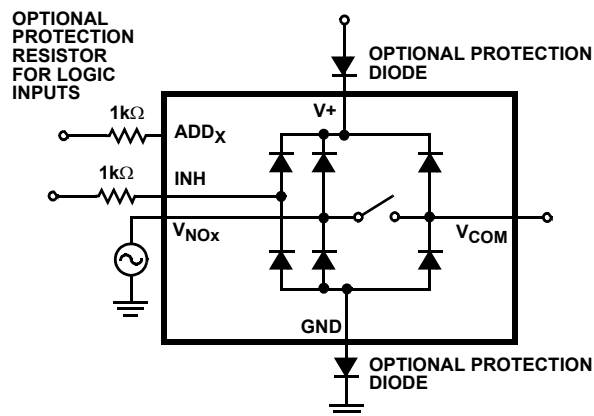 OPTIONAL
PROTECTION
RESISTOR
FOR LOGIC
INPUTS
OPTIONAL PROTECTION
DIODE
V+
1kΩ
ADDX
1kΩ
INH
VNOx
VCOM
GND
OPTIONAL PROTECTION
DIODE